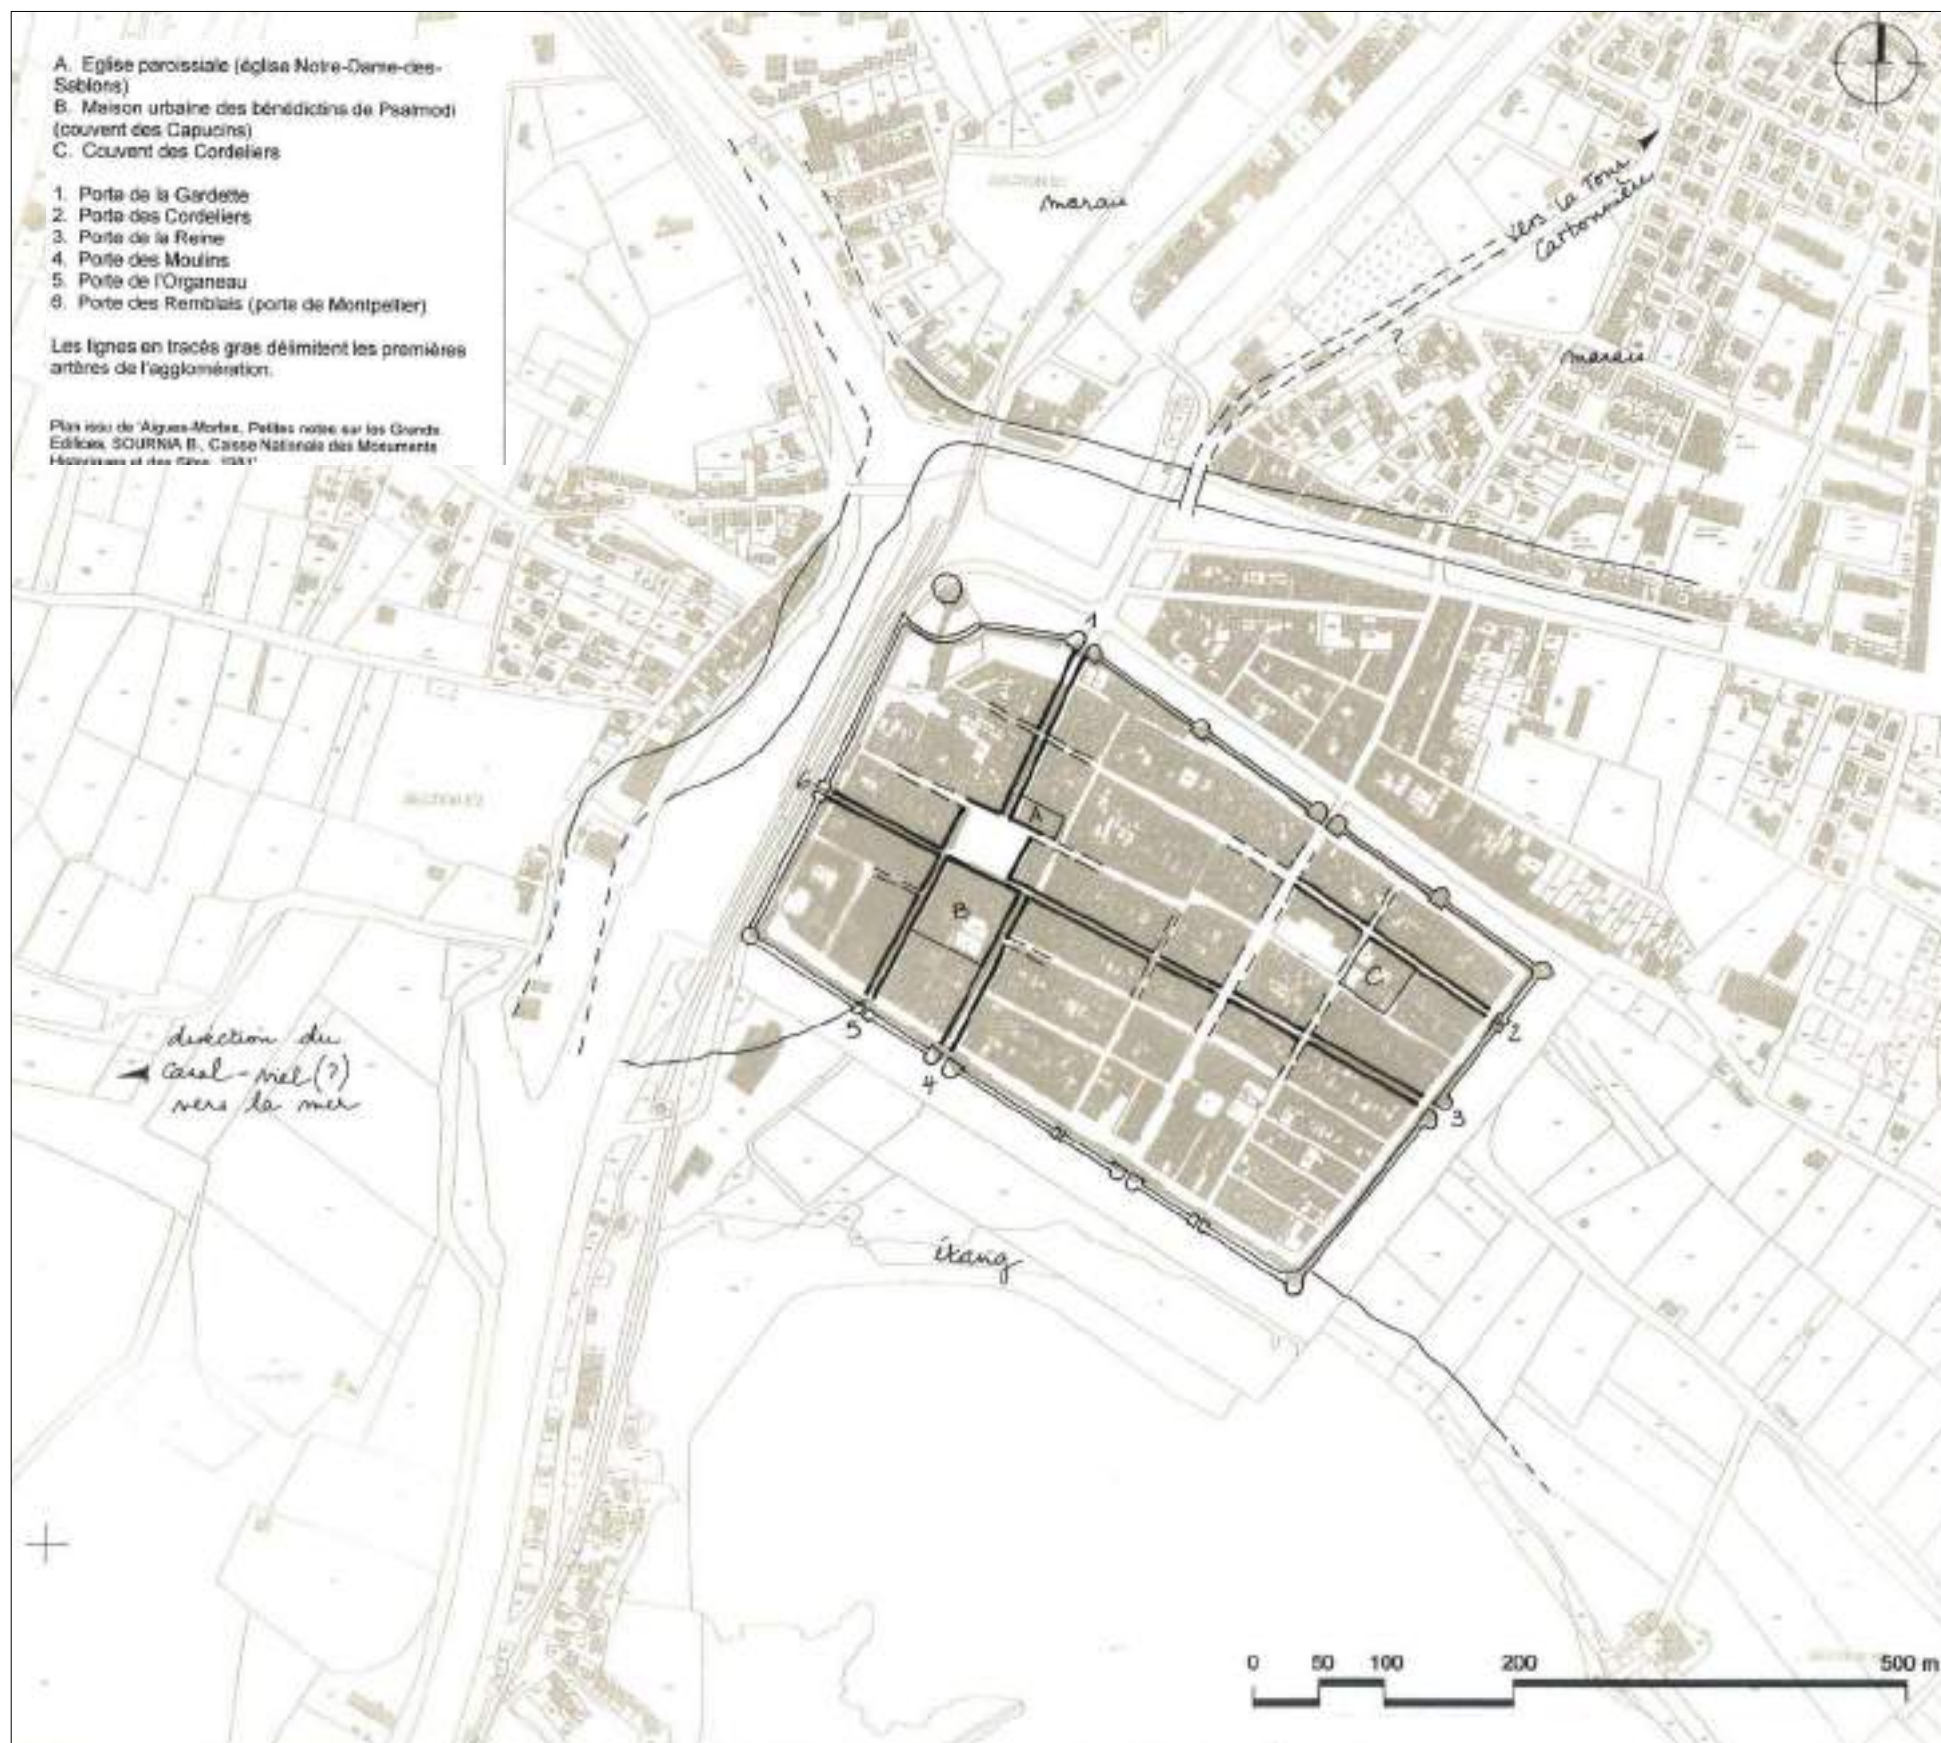 A. Eglise paroissiale (église Notre-Dame-des-
Sablons)
B. Maison urbaine des bénédictins de Psalmodi
(couvent des Capucins)
C. Couvent des Cordeliers
1. Porte de la Gardette
2. Porte des Cordeliers
3. Porte de la Reine
4. Porte des Moulins
5. Porte de l'Organeau
6. Porte des Remblais (porte de Montpellier)
Les lignes en tracés gras délimitent les premières
artères de l'agglomération.
Plan issu de 'Aigues-Mortes, Petites notes sur les Grands
Edifices, SOURNIA B., Caisse Nationale des Monuments
Historiques et des Sites, 1981'
marais
vers la Tour
Carbonnière
?
marais
1
6
A
B
C
5
2
4
3
direction du
Canal-viel (?)
vers la mer
étang
0 50 100 200 500 m